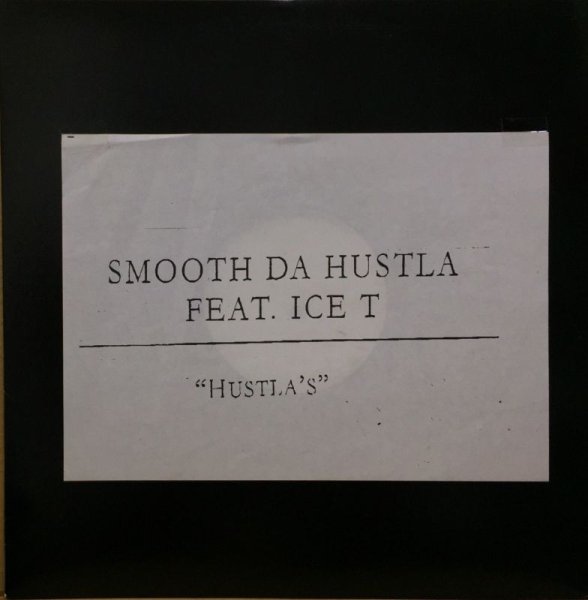 SMOOTH DA HUSTLA
FEAT. ICE T
“HUSTLA’S”